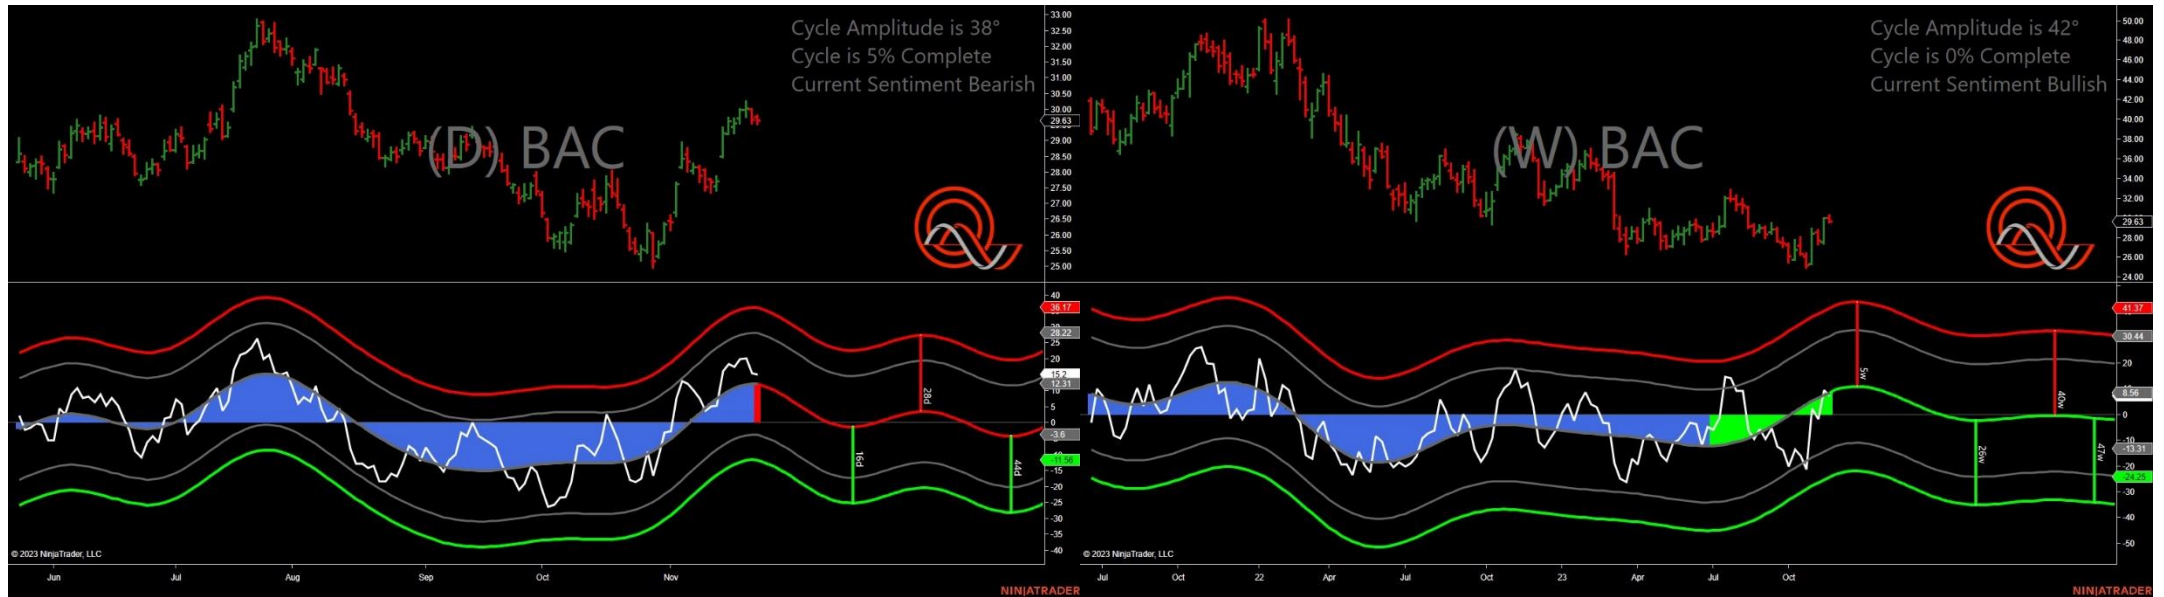 Cycle Amplitude is 38°
Cycle is 5% Complete
Current Sentiment Bearish
(D) BAC
33.00
32.50
32.00
31.50
31.00
30.50
30.00
29.63
29.00
28.50
28.00
27.50
27.00
26.50
26.00
25.50
25.00
40
36.17
28.22
25
20
15.2
12.31
5
0
-3.6
-11.56
-15
-20
-25
-30
-35
-40
28d
16d
44d
© 2023 NinjaTrader, LLC
Jun Jul Aug Sep Oct Nov
NINJATRADER
Cycle Amplitude is 42°
Cycle is 0% Complete
Current Sentiment Bullish
(W) BAC
50.00
48.00
46.00
44.00
42.00
40.00
38.00
36.00
34.00
32.00
29.63
28.00
26.00
24.00
41.37
30.44
20
8.56
0
-10
-13.31
-20
-24.25
-30
-40
-50
5w
40w
26w
47w
© 2023 NinjaTrader, LLC
Jul Oct 22 Apr Jul Oct 23 Apr Jul Oct
NINJATRADER